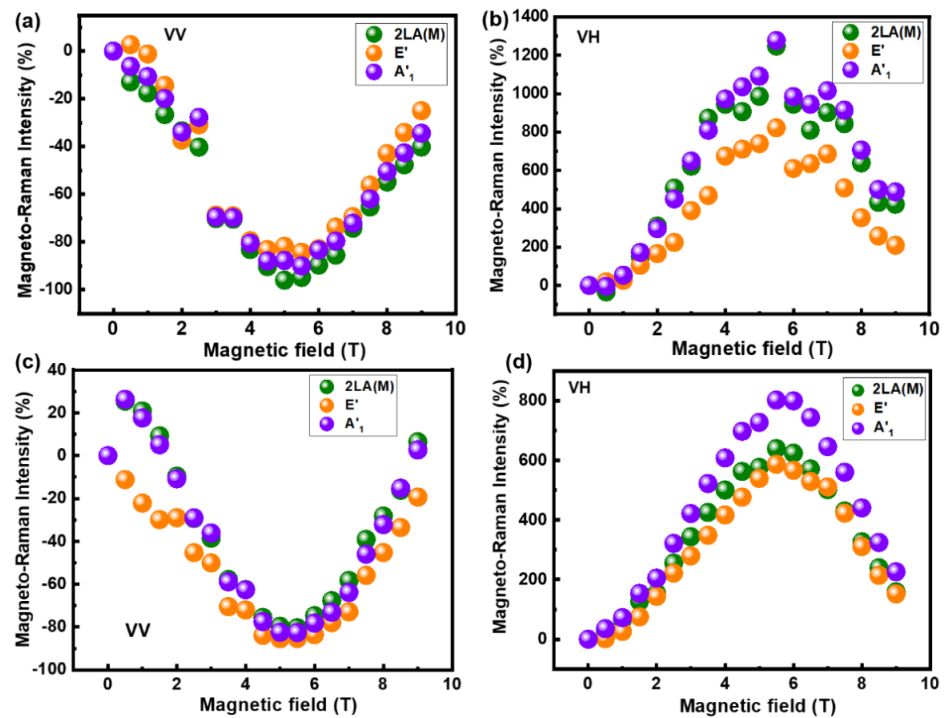 (a)
VV
2LA(M)
E'
A'₁
Magneto-Raman Intensity (%)
0
-20
-40
-60
-80
-100
0 2 4 6 8 10
Magnetic field (T)
(b)
VH
2LA(M)
E'
A'₁
Magneto-Raman Intensity (%)
1400
1200
1000
800
600
400
200
0
0 2 4 6 8 10
Magnetic field (T)
(c)
VV
2LA(M)
E'
A'₁
Magneto-Raman Intensity (%)
40
20
0
-20
-40
-60
-80
-100
0 2 4 6 8 10
Magnetic field (T)
(d)
VH
2LA(M)
E'
A'₁
Magneto-Raman Intensity (%)
800
600
400
200
0
0 2 4 6 8 10
Magnetic field (T)